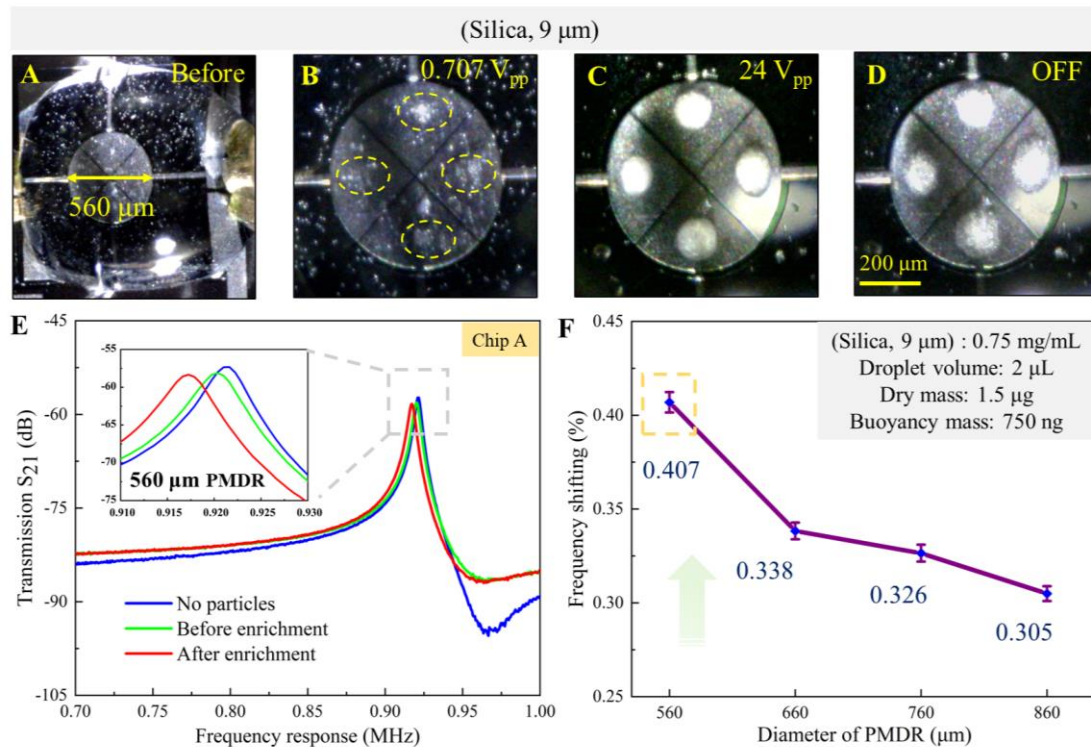 (Silica, 9 μm)
A
Before
560 μm
B
0.707 Vpp
C
24 Vpp
D
OFF
200 μm
E
Chip A
-45
-60
-75
-90
-105
Transmission S21 (dB)
-50
-55
-60
-65
-70
-75
560 μm PMDR
0.910 0.915 0.920 0.925 0.930
No particles
Before enrichment
After enrichment
0.70 0.75 0.80 0.85 0.90 0.95 1.00
Frequency response (MHz)
F
(Silica, 9 μm) : 0.75 mg/mL
Droplet volume: 2 μL
Dry mass: 1.5 μg
Buoyancy mass: 750 ng
0.45
0.40
0.35
0.30
0.25
Frequency shifting (%)
0.407
0.338
0.326
0.305
560 660 760 860
Diameter of PMDR (μm)